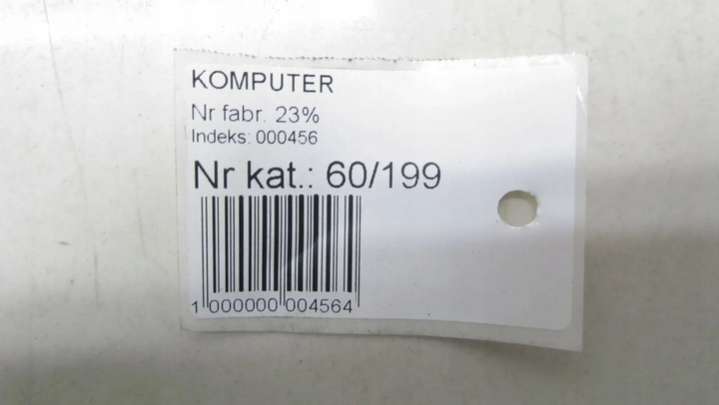 KOMPUTER
Nr fabr. 23%
Indeks: 000456
Nr kat.: 60/199
1 000000 004564